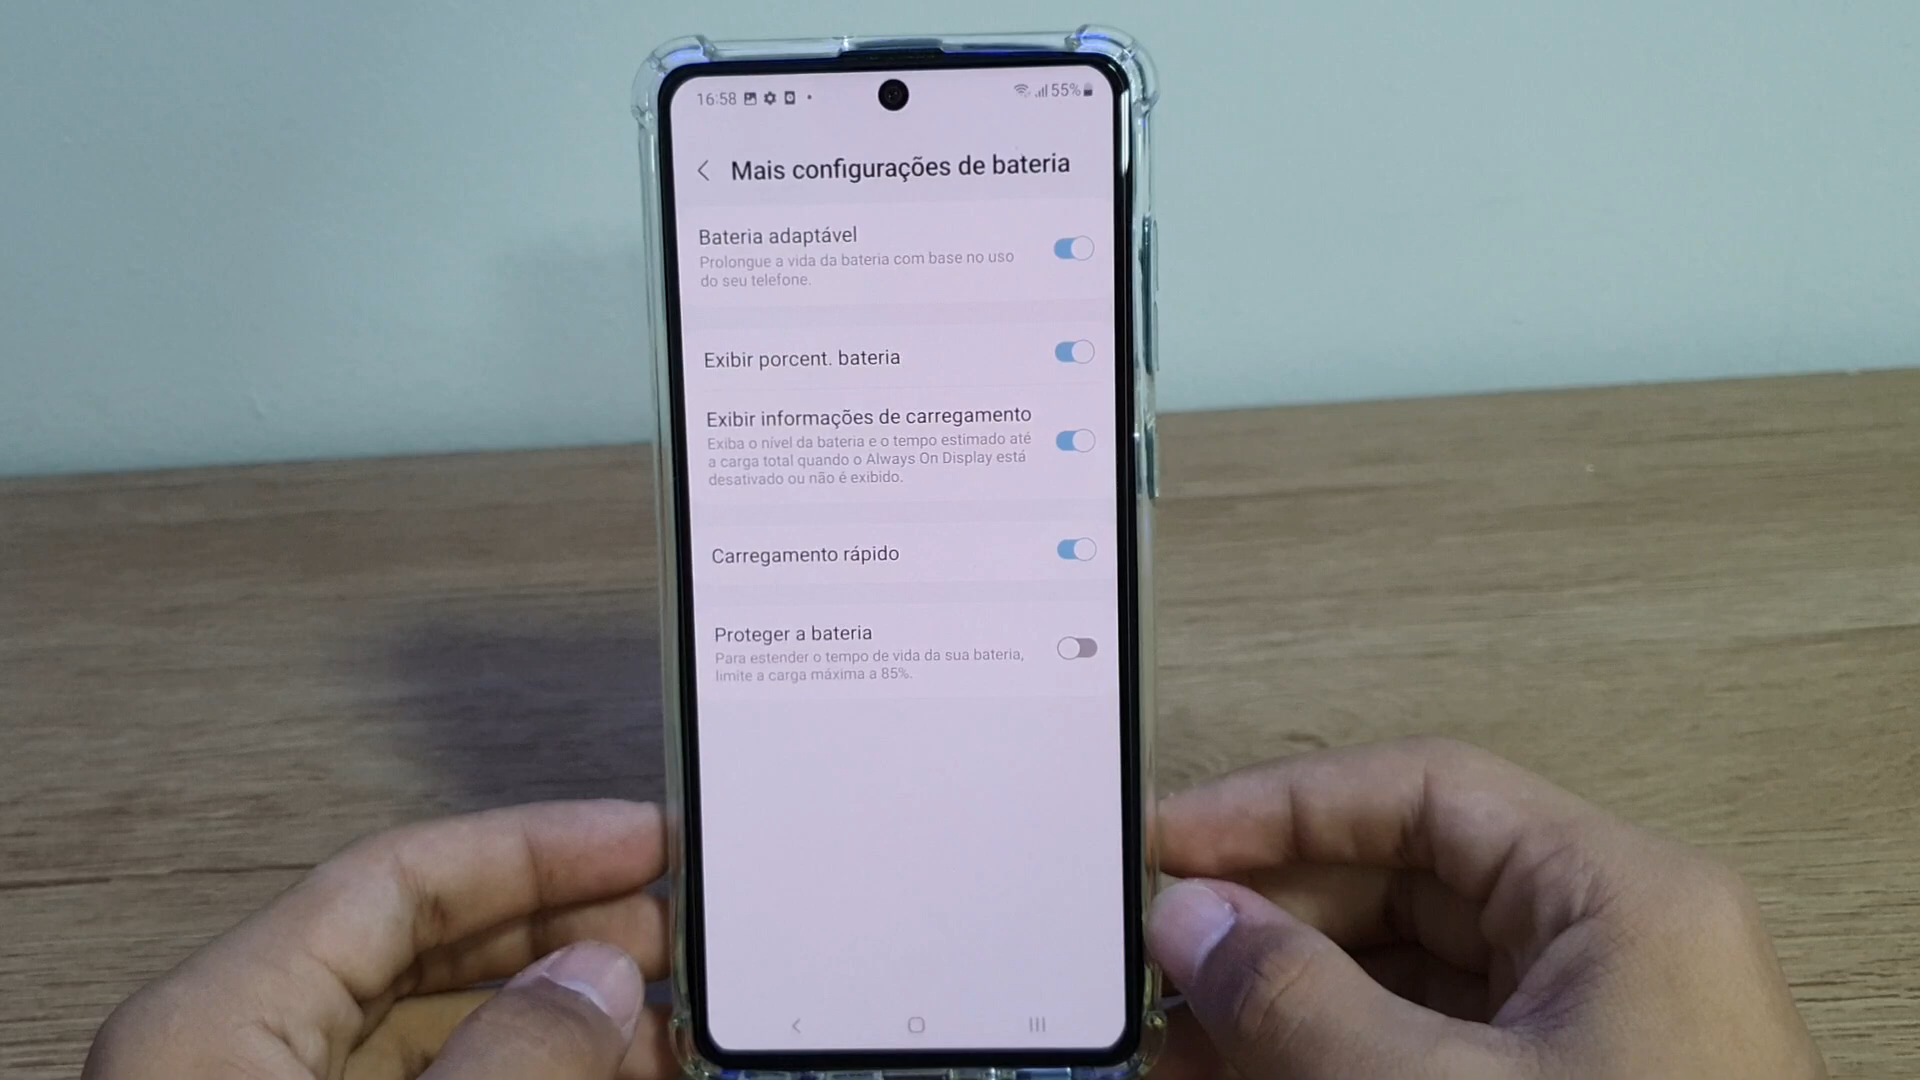 16:58
55%
Mais configurações de bateria
Bateria adaptável
Prolongue a vida da bateria com base no uso
do seu telefone.
Exibir porcent. bateria
Exibir informações de carregamento
Exiba o nível da bateria e o tempo estimado até
a carga total quando o Always On Display está
desativado ou não é exibido.
Carregamento rápido
Proteger a bateria
Para estender o tempo de vida da sua bateria,
limite a carga máxima a 85%.